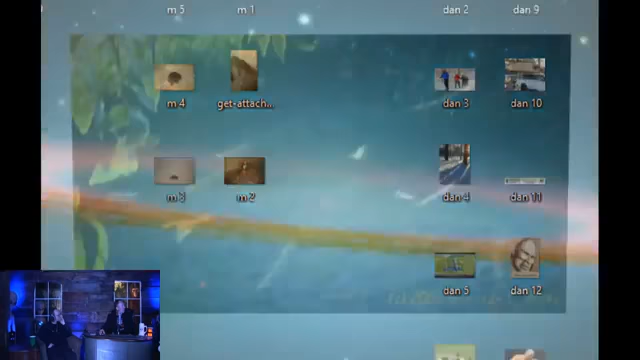 m 5 m 1 dan 2 dan 9
m 4 get-attach... dan 3 dan 10
m 3 m 2 dan 4 dan 11
dan 5 dan 12